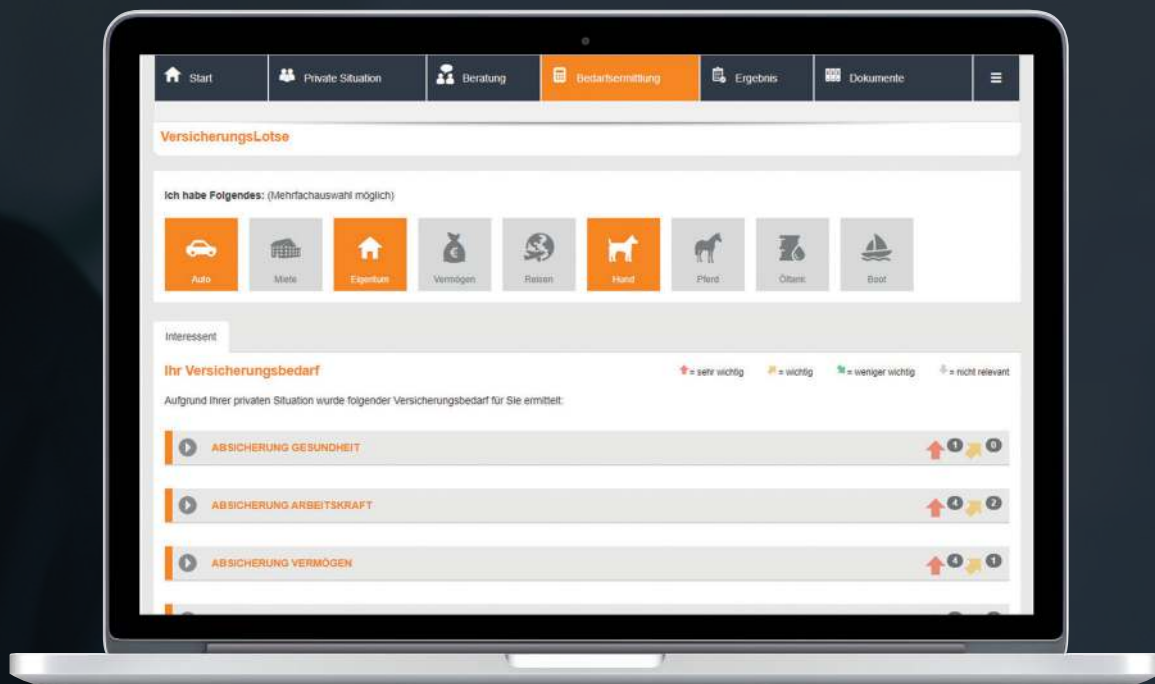 Start
Private Situation
Beratung
Bedarfsermittlung
Ergebnis
Dokumente
VersicherungsLotse
Ich habe Folgendes: (Mehrfachauswahl möglich)
Auto
Miete
Eigentum
Vermögen
€
Reisen
Hund
Pferd
Öltank
Boot
Interessent
Ihr Versicherungsbedarf
= sehr wichtig
= wichtig
= weniger wichtig
= nicht relevant
Aufgrund Ihrer privaten Situation wurde folgender Versicherungsbedarf für Sie ermittelt:
ABSICHERUNG GESUNDHEIT
1
0
ABSICHERUNG ARBEITSKRAFT
4
2
ABSICHERUNG VERMÖGEN
4
1